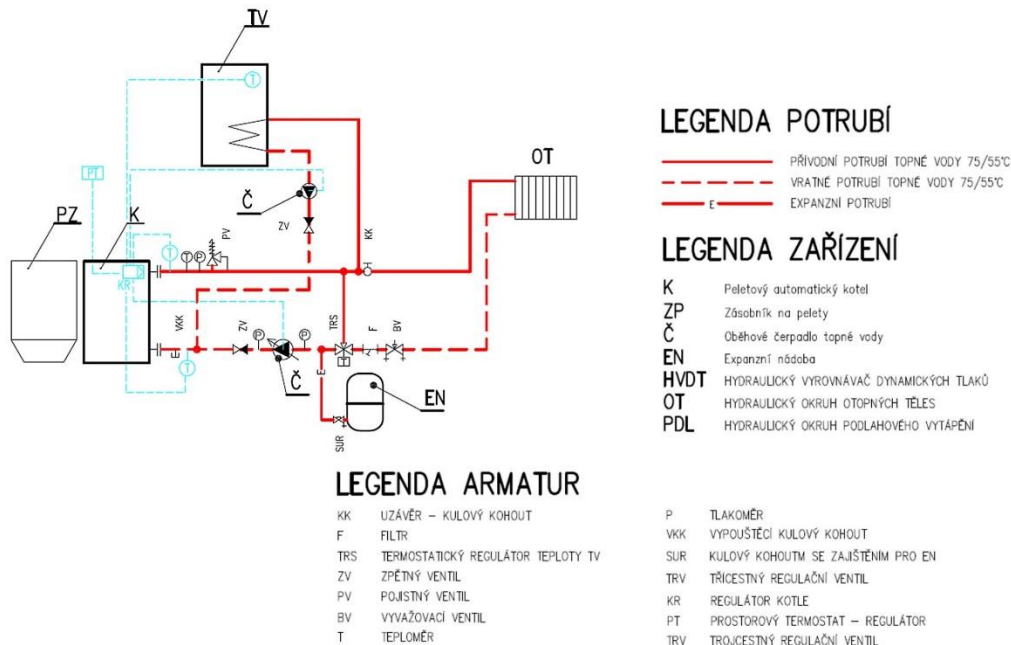 TV
T
PT
Č
OT
PZ
K
ZV
PV
KK
T
T P
KR
VKK
ZV
P
P
TRS
F
BV
E
T
Č
E
EN
SUR
LEGENDA POTRUBÍ
PŘÍVODNÍ POTRUBÍ TOPNÉ VODY 75/55°C
VRATNÉ POTRUBÍ TOPNÉ VODY 75/55°C
E EXPANZNÍ POTRUBÍ
LEGENDA ZAŘÍZENÍ
K Peletový automatický kotel
ZP Zásobník na pelety
Č Oběhové čerpadlo topné vody
EN Expanzní nádoba
HVDT HYDRAULICKÝ VYROVNÁVAČ DYNAMICKÝCH TLAKŮ
OT HYDRAULICKÝ OKRUH OTOPNÝCH TĚLES
PDL HYDRAULICKÝ OKRUH PODLAHOVÉHO VYTÁPĚNÍ
LEGENDA ARMATUR
KK UZÁVĚR – KULOVÝ KOHOUT
F FILTR
TRS TERMOSTATICKÝ REGULÁTOR TEPLOTY TV
ZV ZPĚTNÝ VENTIL
PV POJISTNÝ VENTIL
BV VYVAŽOVACÍ VENTIL
T TEPLOMĚR
P TLAKOMĚR
VKK VYPOUŠTĚCÍ KULOVÝ KOHOUT
SUR KULOVÝ KOHOUTM SE ZAJIŠTĚNÍM PRO EN
TRV TŘÍCESTNÝ REGULAČNÍ VENTIL
KR REGULÁTOR KOTLE
PT PROSTOROVÝ TERMOSTAT – REGULÁTOR
TRV TROJCESTNÝ REGULAČNÍ VENTIL